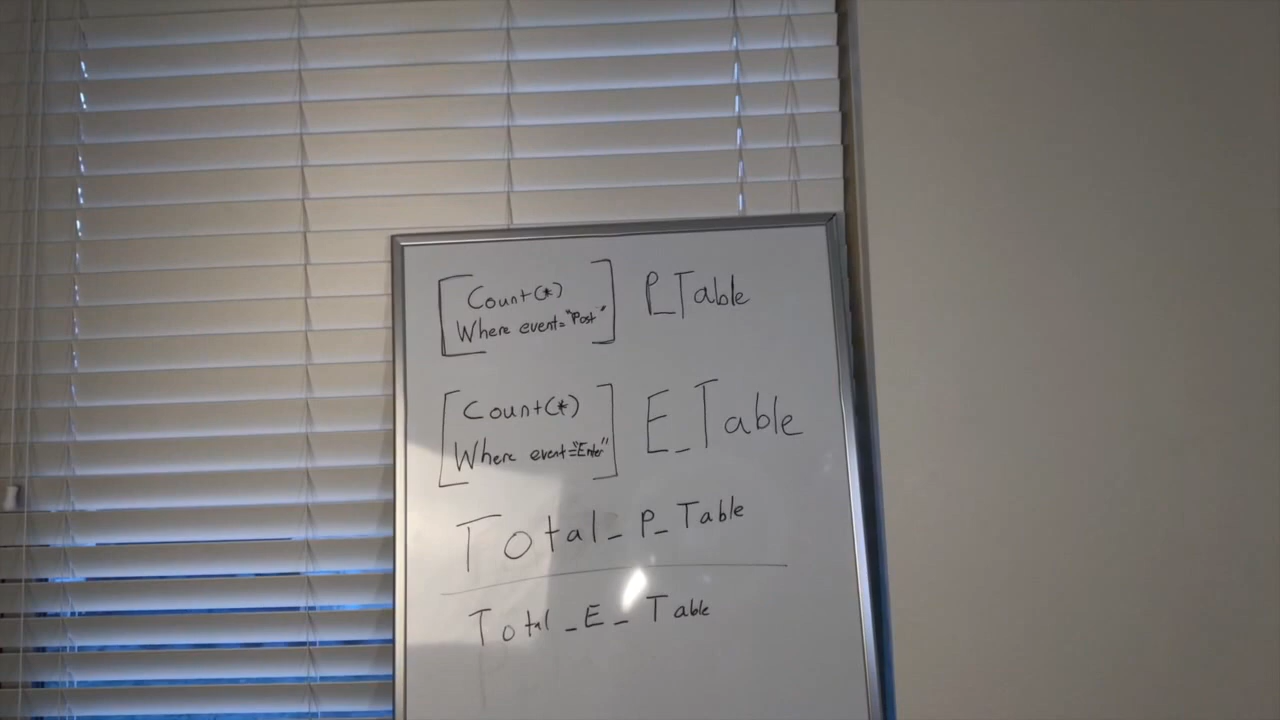 Count(*)
Where event="Post"
P_Table
Count(*)
Where event="Enter"
E_Table
Total_P_Table
Total_E_Table